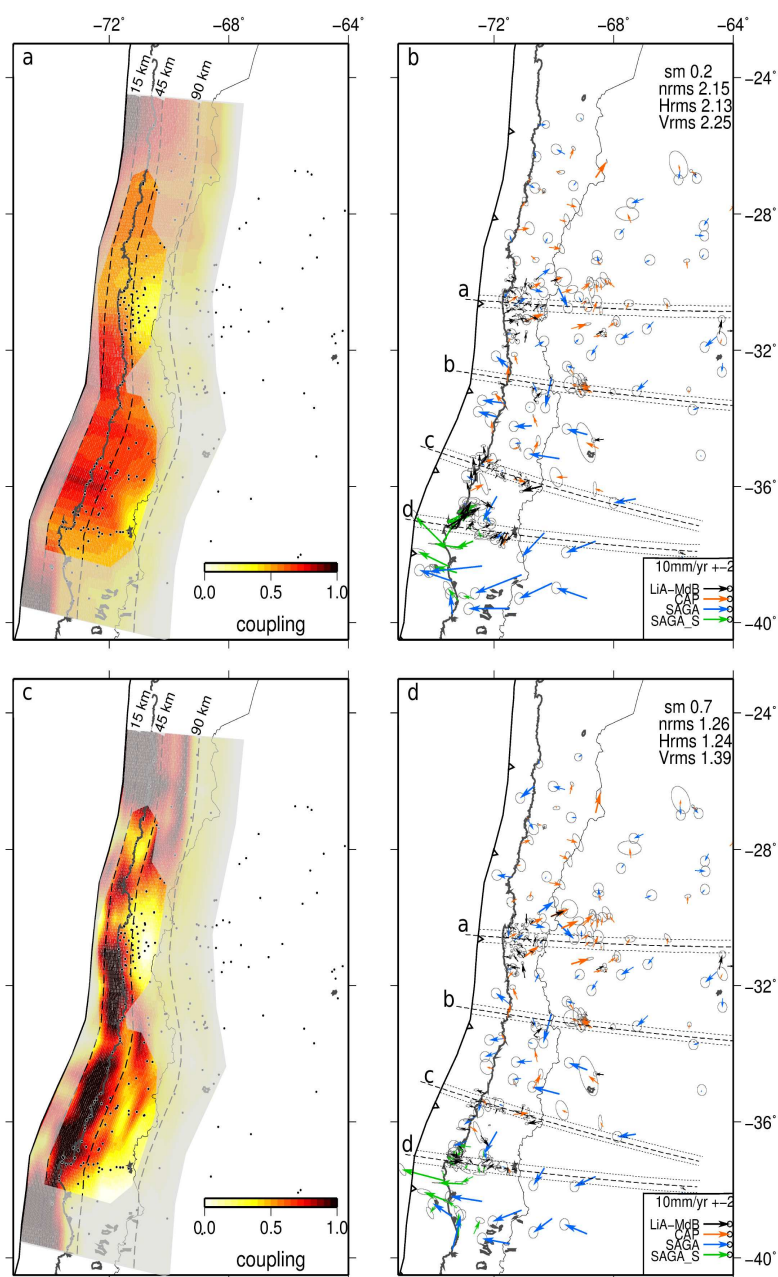 −72˚ −68˚ −64˚
a
15 km
45 km
90 km
0.0 0.5 1.0
coupling
−72˚ −68˚ −64˚
b
sm 0.2
nrms 2.15
Hrms 2.13
Vrms 2.25
−24˚
−28˚
−32˚
−36˚
−40˚
a
b
c
d
10mm/yr +−2
LiA−MdB
CAP
SAGA
SAGA_S
c
15 km
45 km
90 km
0.0 0.5 1.0
coupling
d
sm 0.7
nrms 1.26
Hrms 1.24
Vrms 1.39
−24˚
−28˚
−32˚
−36˚
−40˚
a
b
c
d
10mm/yr +−2
LiA−MdB
CAP
SAGA
SAGA_S